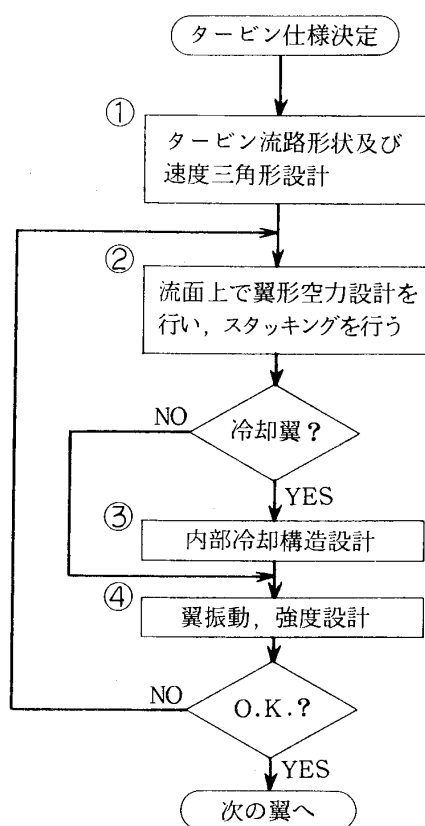 タービン仕様決定
①
タービン流路形状及び
速度三角形設計
②
流面上で翼形空力設計を
行い，スタッキングを行う
冷却翼？
NO
YES
③
内部冷却構造設計
④
翼振動，強度設計
O.K.?
NO
YES
次の翼へ